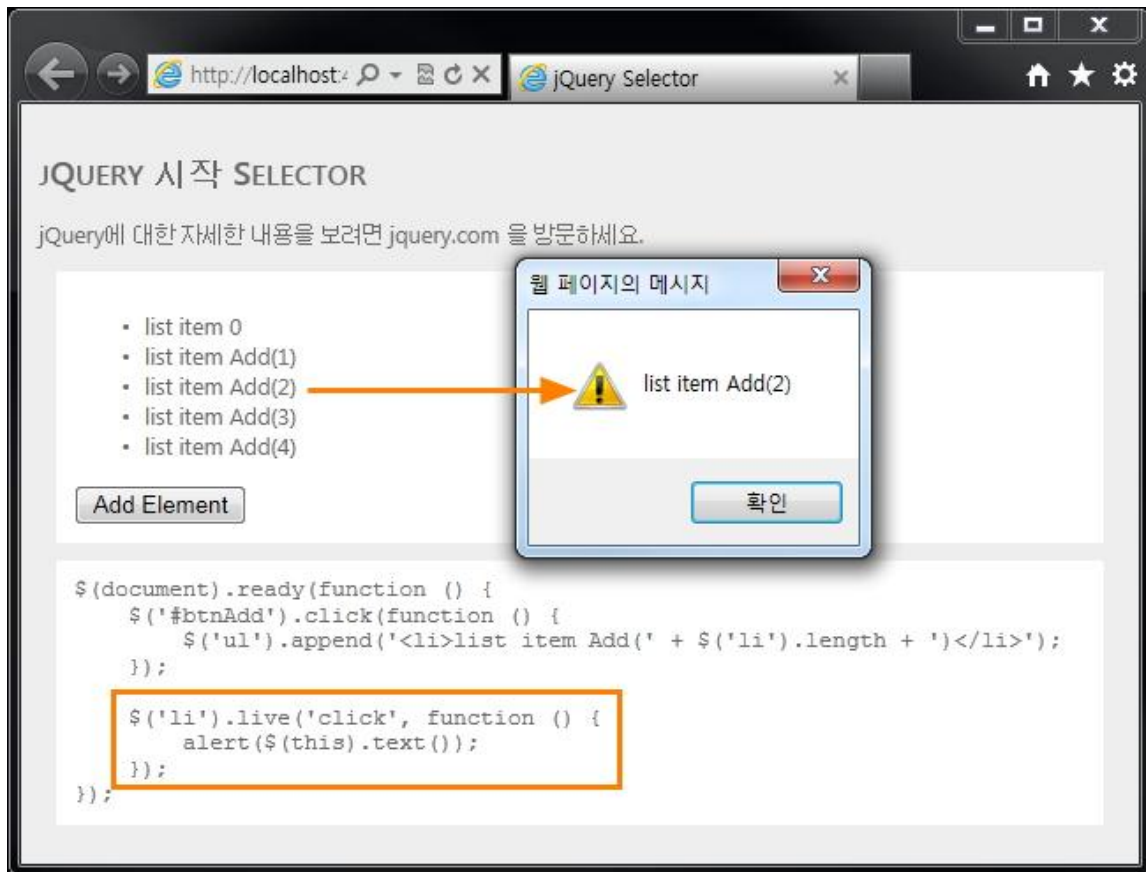 http://localhost:4
jQuery Selector
JQUERY 시작 SELECTOR
jQuery에 대한 자세한 내용을 보려면 jquery.com 을 방문하세요.
• list item 0
• list item Add(1)
• list item Add(2)
• list item Add(3)
• list item Add(4)
Add Element
웹 페이지의 메시지
list item Add(2)
확인
$(document).ready(function () {
$('#btnAdd').click(function () {
$('ul').append('<li>list item Add(' + $('li').length + ')</li>');
});
$('li').live('click', function () {
alert($(this).text());
});
});